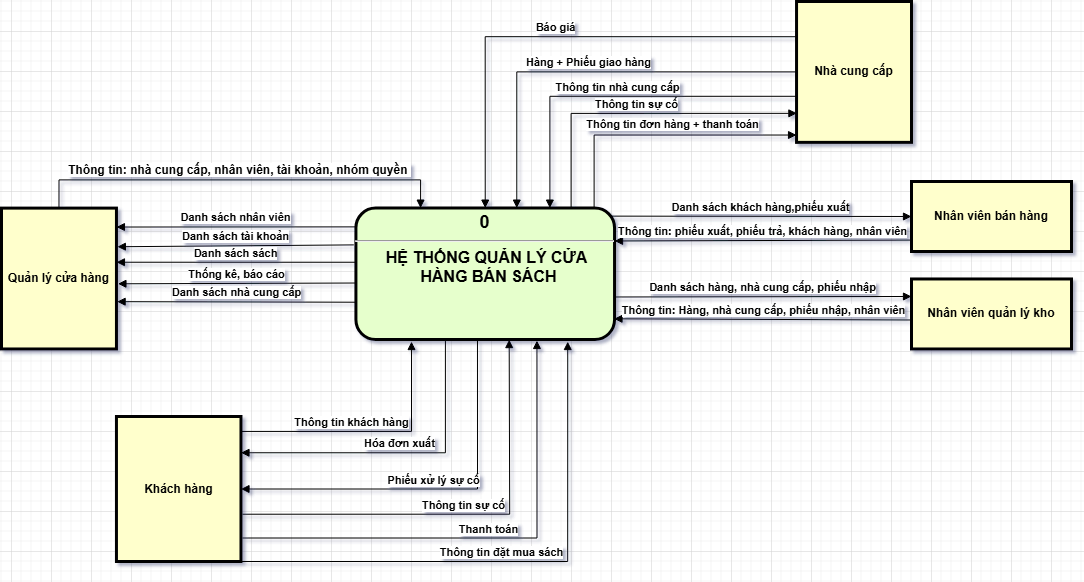 Báo giá
Hàng + Phiếu giao hàng
Nhà cung cấp
Thông tin nhà cung cấp
Thông tin sự cố
Thông tin đơn hàng + thanh toán
Thông tin: nhà cung cấp, nhân viên, tài khoản, nhóm quyền
Danh sách nhân viên
Danh sách tài khoản
Danh sách sách
Quản lý cửa hàng
Thống kê, báo cáo
Danh sách nhà cung cấp
0
HỆ THỐNG QUẢN LÝ CỬA
HÀNG BÁN SÁCH
Danh sách khách hàng,phiếu xuất
Nhân viên bán hàng
Thông tin: phiếu xuất, phiếu trả, khách hàng, nhân viên
Danh sách hàng, nhà cung cấp, phiếu nhập
Thông tin: Hàng, nhà cung cấp, phiếu nhập, nhân viên
Nhân viên quản lý kho
Thông tin khách hàng
Hóa đơn xuất
Phiếu xử lý sự cố
Khách hàng
Thông tin sự cố
Thanh toán
Thông tin đặt mua sách